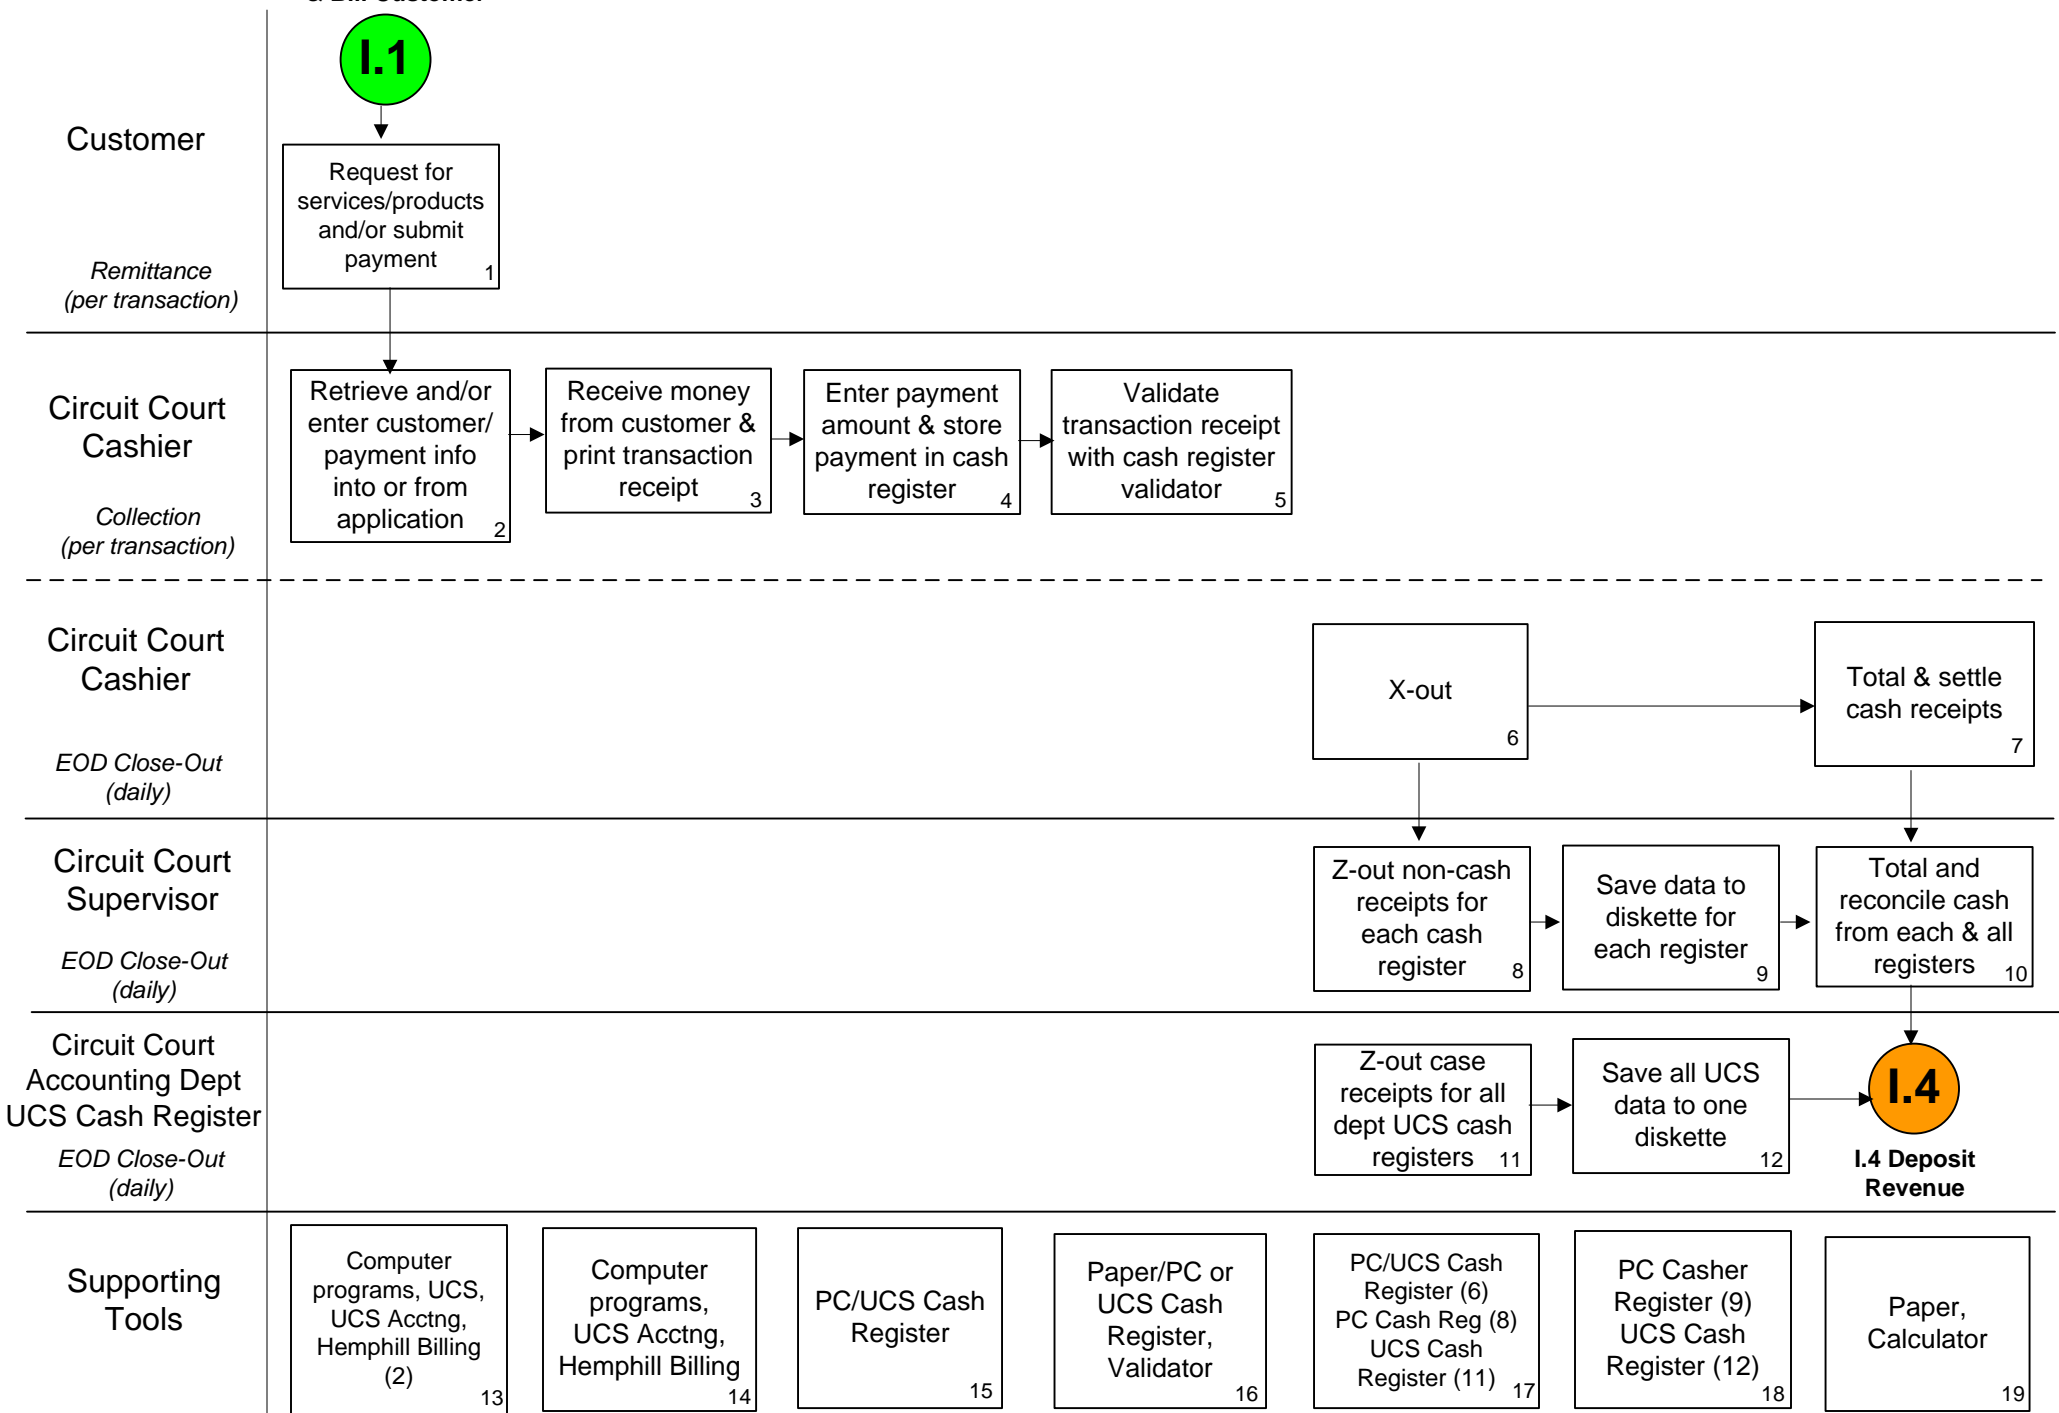 & Bill Customer
I.1
Customer
Request for
services/products
and/or submit
payment
1
Remittance
(per transaction)
Circuit Court
Cashier
Collection
(per transaction)
Retrieve and/or
enter customer/
payment info
into or from
application
2
Receive money
from customer &
print transaction
receipt
3
Enter payment
amount & store
payment in cash
register
4
Validate
transaction receipt
with cash register
validator
5
Circuit Court
Cashier
EOD Close-Out
(daily)
X-out
6
Total & settle
cash receipts
7
Circuit Court
Supervisor
EOD Close-Out
(daily)
Z-out non-cash
receipts for
each cash
register
8
Save data to
diskette for
each register
9
Total and
reconcile cash
from each & all
registers
10
Circuit Court
Accounting Dept
UCS Cash Register
EOD Close-Out
(daily)
Z-out case
receipts for all
dept UCS cash
registers
11
Save all UCS
data to one
diskette
12
I.4
I.4 Deposit
Revenue
Supporting
Tools
Computer
programs, UCS,
UCS Acctng,
Hemphill Billing
(2)
13
Computer
programs,
UCS Acctng,
Hemphill Billing
14
PC/UCS Cash
Register
15
Paper/PC or
UCS Cash
Register,
Validator
16
PC/UCS Cash
Register (6)
PC Cash Reg (8)
UCS Cash
Register (11)
17
PC Casher
Register (9)
UCS Cash
Register (12)
18
Paper,
Calculator
19